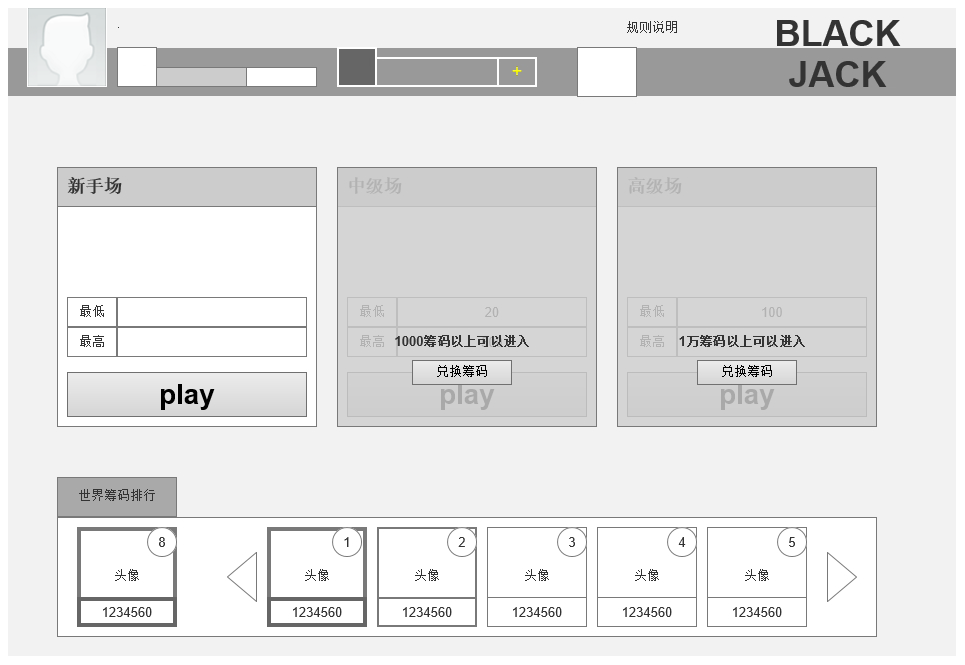 规则说明
BLACK
JACK
+
新手场
中级场
高级场
最低
最低 20
最低 100
最高
最高 1000筹码以上可以进入
最高 1万筹码以上可以进入
兑换筹码
兑换筹码
play
play
play
世界筹码排行
8
1
2
3
4
5
头像
头像
头像
头像
头像
头像
1234560
1234560
1234560
1234560
1234560
1234560